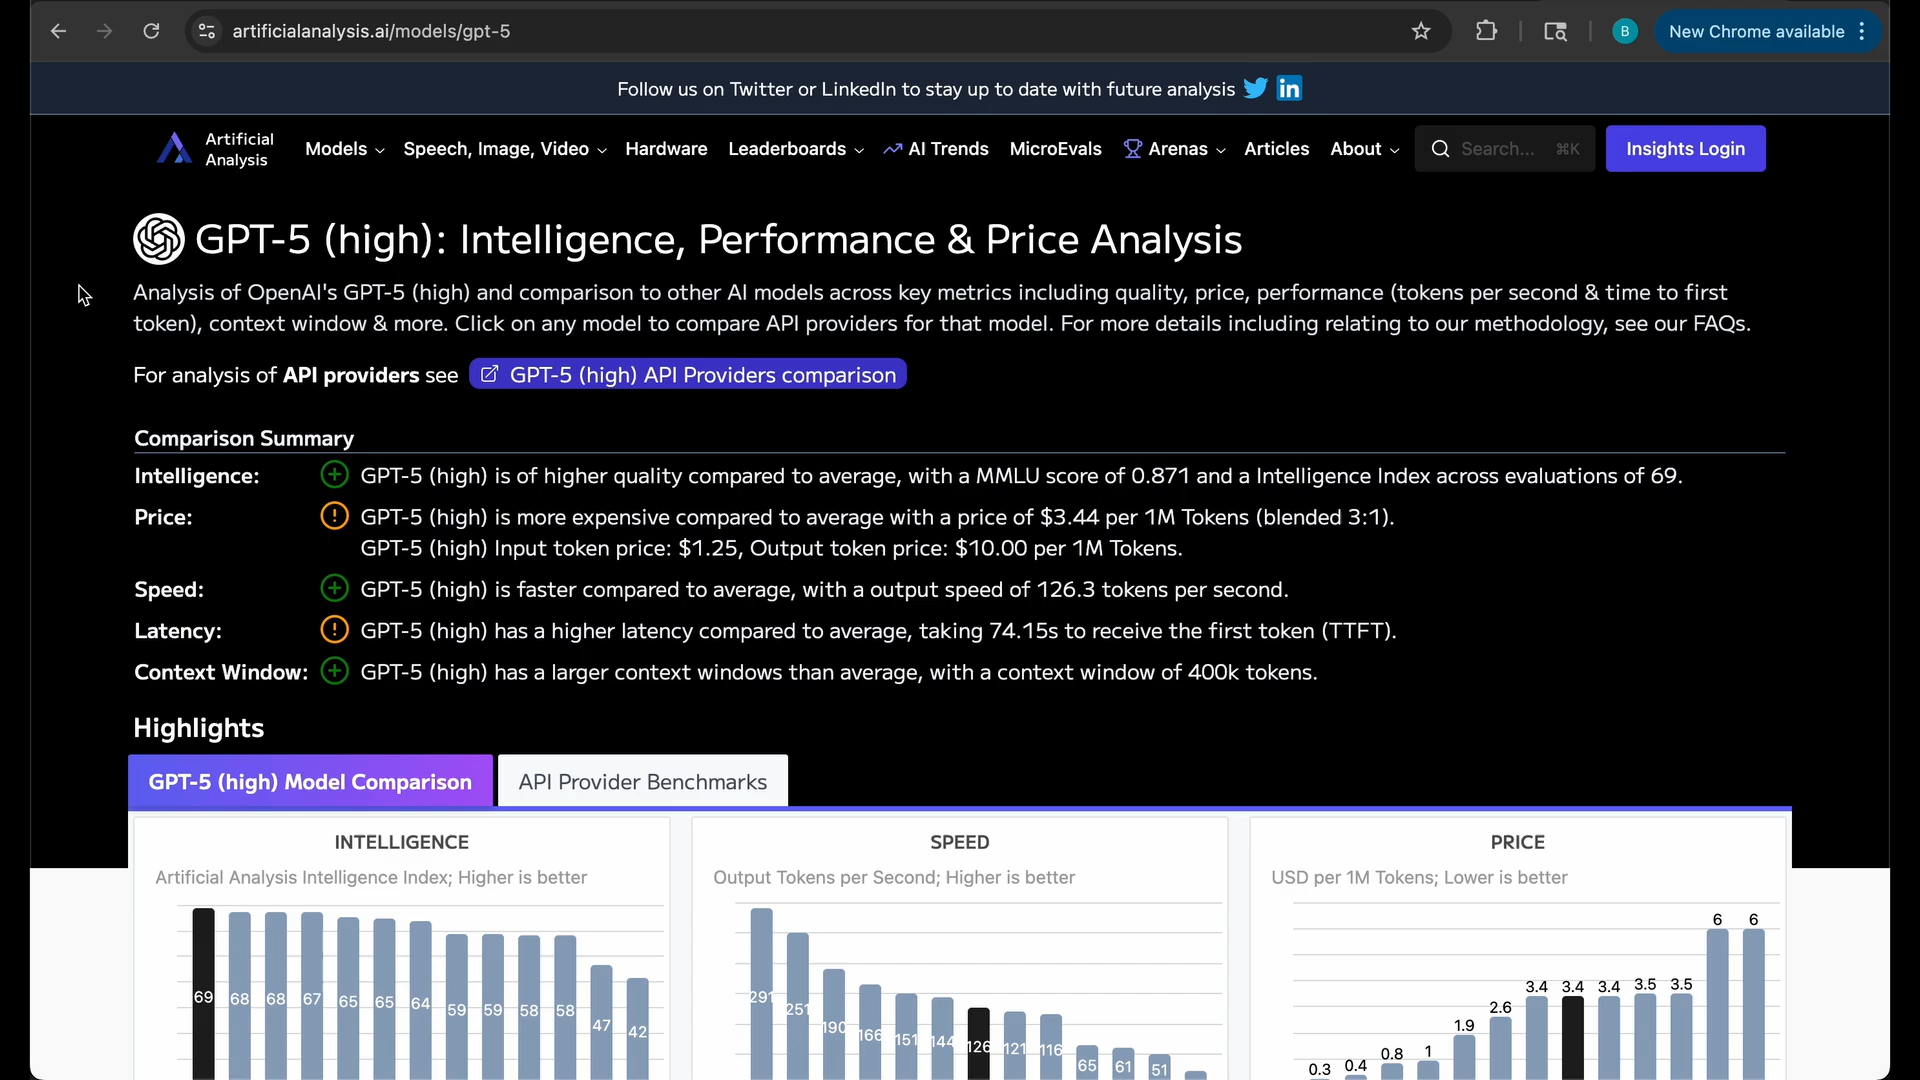 artificialanalysis.ai/models/gpt-5
B
New Chrome available
Follow us on Twitter or LinkedIn to stay up to date with future analysis
in
Artificial
Analysis
Models
Speech, Image, Video
Hardware
Leaderboards
AI Trends
MicroEvals
Arenas
Articles
About
Search...
⌘K
Insights Login
GPT-5 (high): Intelligence, Performance & Price Analysis
Analysis of OpenAI's GPT-5 (high) and comparison to other AI models across key metrics including quality, price, performance (tokens per second & time to first
token), context window & more. Click on any model to compare API providers for that model. For more details including relating to our methodology, see our FAQs.
For analysis of API providers see GPT-5 (high) API Providers comparison
Comparison Summary
Intelligence: GPT-5 (high) is of higher quality compared to average, with a MMLU score of 0.871 and a Intelligence Index across evaluations of 69.
Price: GPT-5 (high) is more expensive compared to average with a price of $3.44 per 1M Tokens (blended 3:1).
GPT-5 (high) Input token price: $1.25, Output token price: $10.00 per 1M Tokens.
Speed: GPT-5 (high) is faster compared to average, with a output speed of 126.3 tokens per second.
Latency: GPT-5 (high) has a higher latency compared to average, taking 74.15s to receive the first token (TTFT).
Context Window: GPT-5 (high) has a larger context windows than average, with a context window of 400k tokens.
Highlights
GPT-5 (high) Model Comparison
API Provider Benchmarks
INTELLIGENCE
Artificial Analysis Intelligence Index; Higher is better
69 68 68 67 65 65 64 59 59 58 58 47 42
SPEED
Output Tokens per Second; Higher is better
291 251 190 166 151 144 126 121 116 65 61 51
PRICE
USD per 1M Tokens; Lower is better
0.3 0.4 0.8 1 1.9 2.6 3.4 3.4 3.4 3.5 3.5 6 6